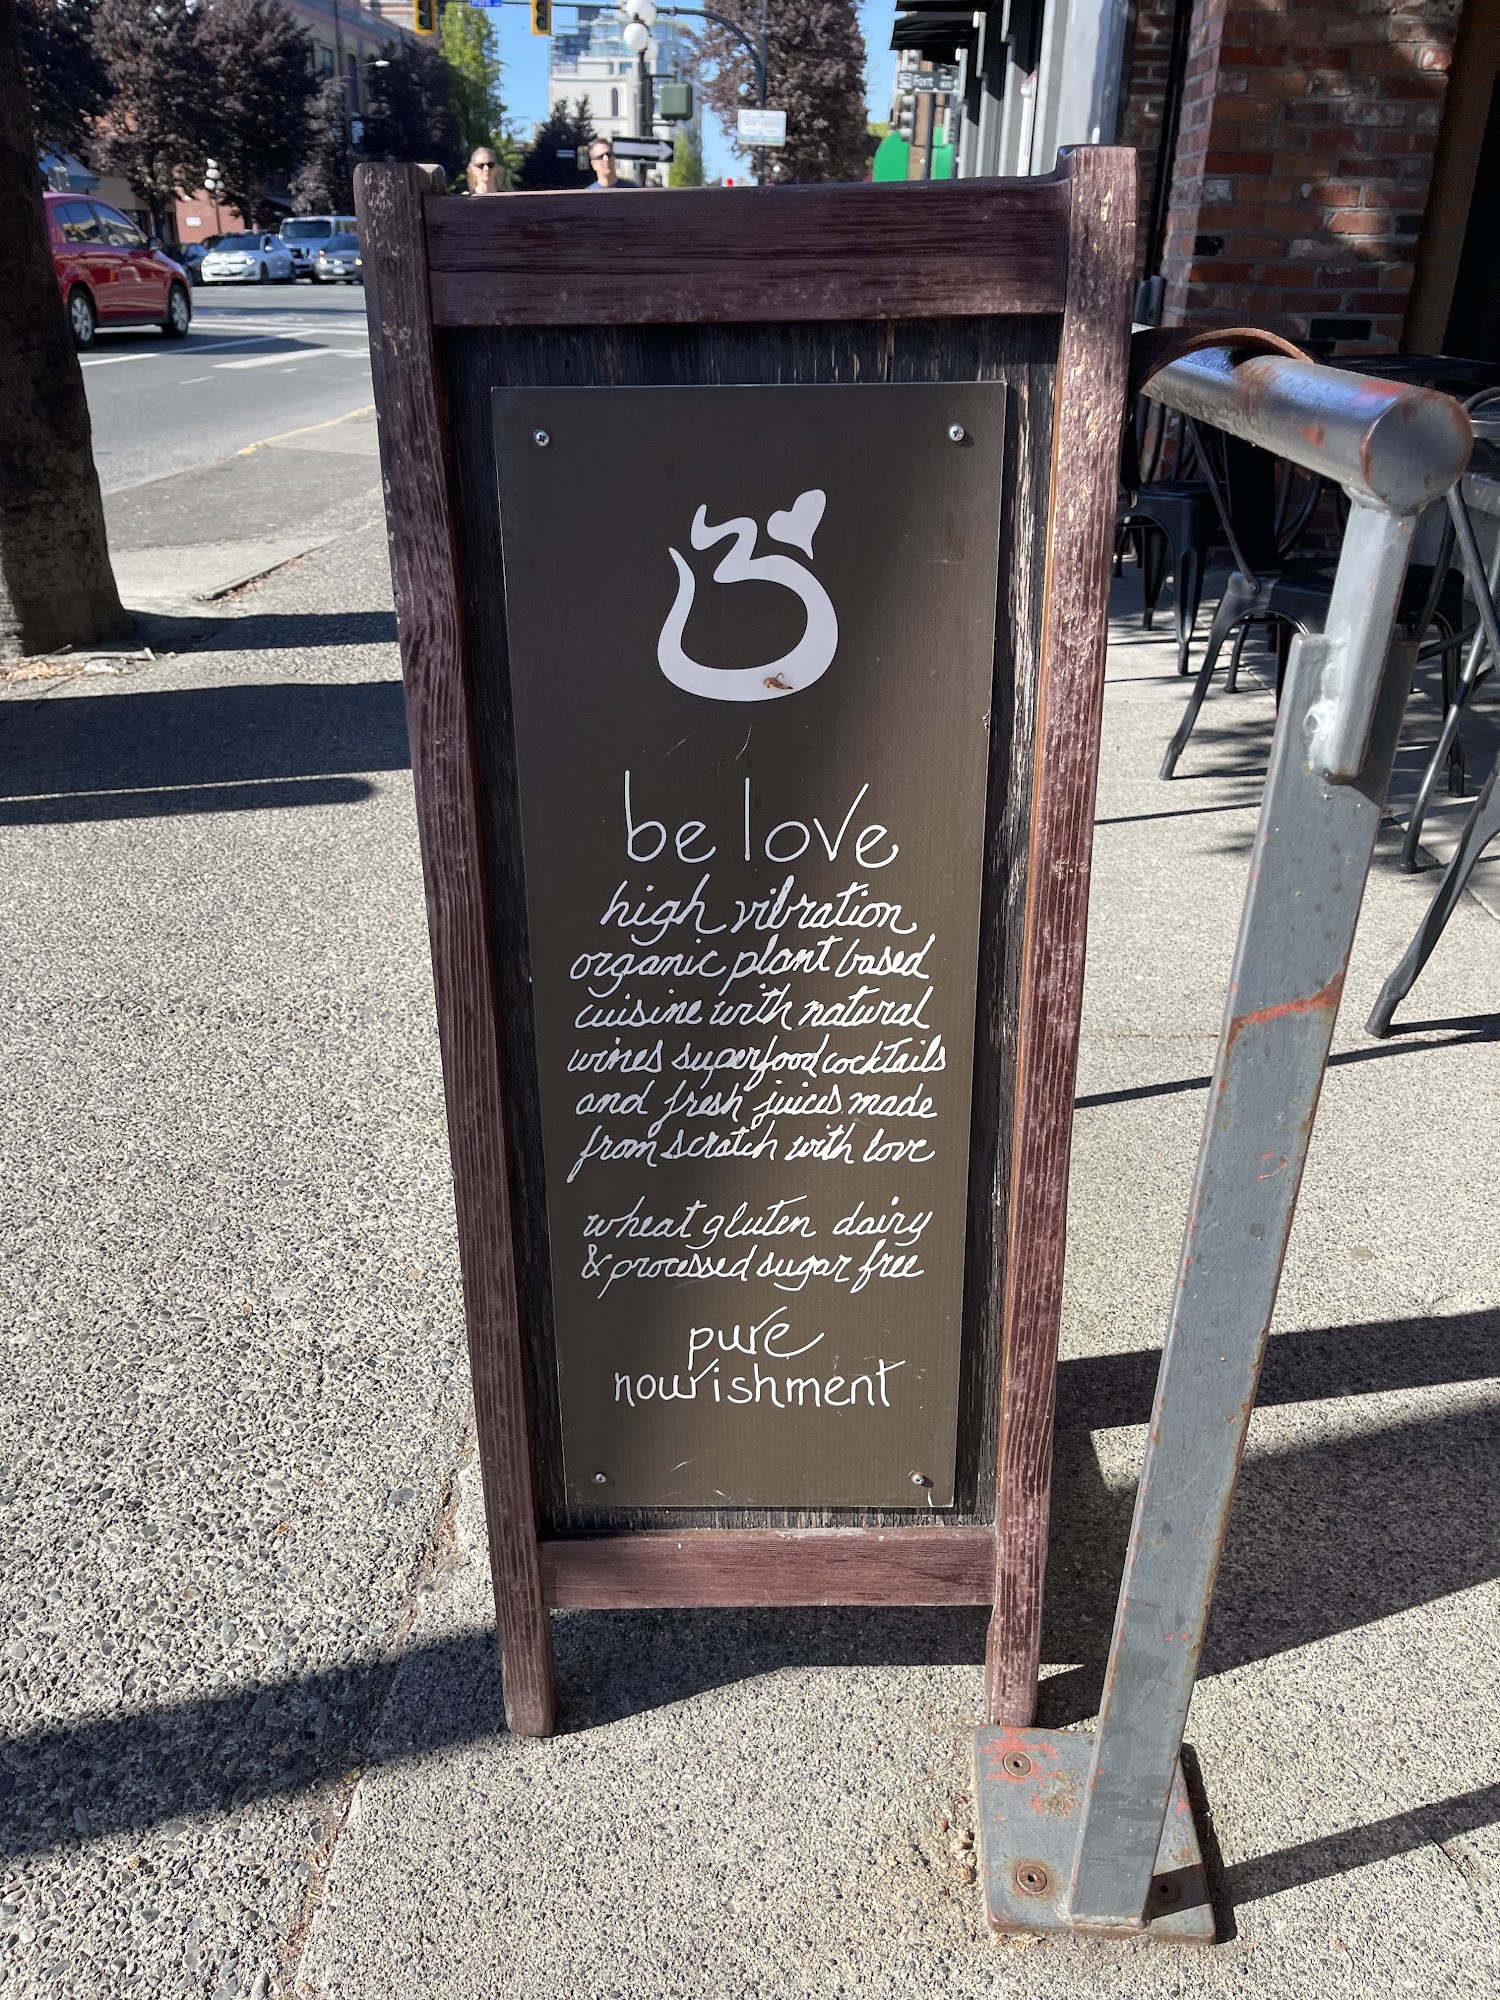 Fort
be love
high vibration
organic plant based
cuisine with natural
wines superfood cocktails
and fresh juices made
from scratch with love
wheat gluten dairy
& processed sugar free
pure
nourishment